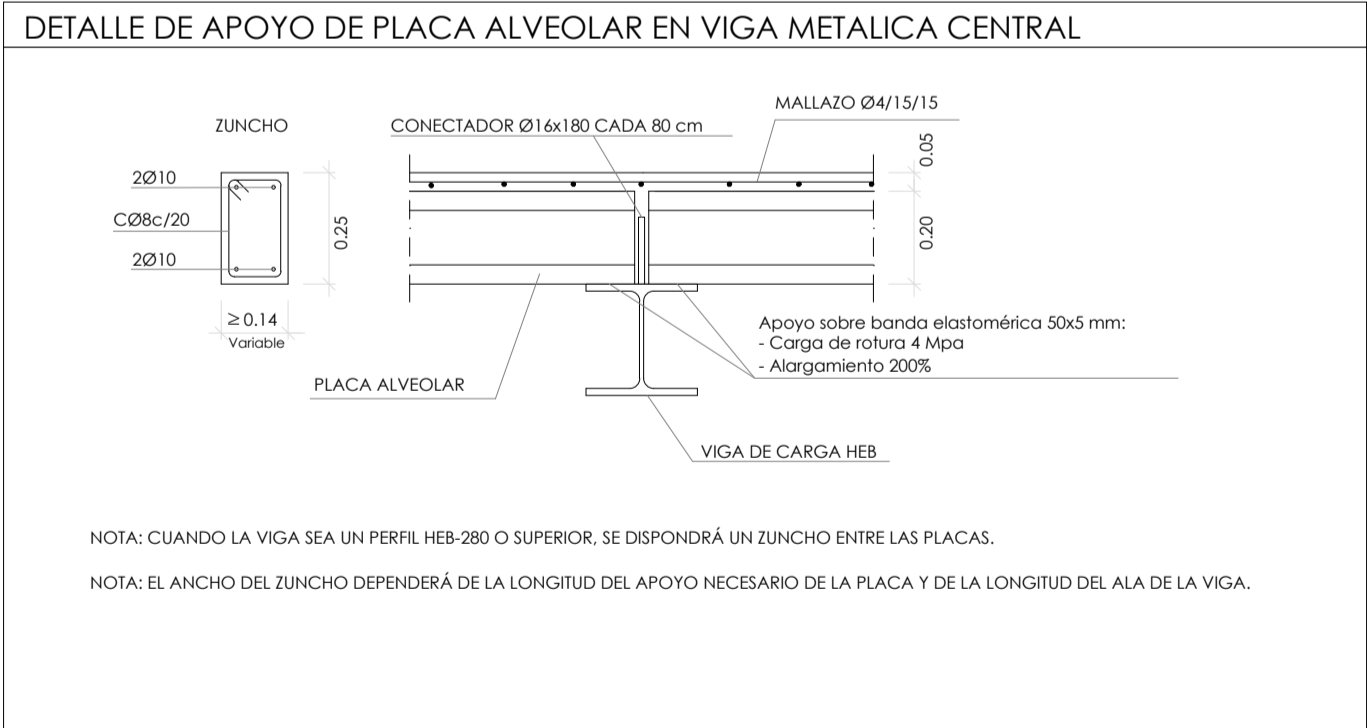 DETALLE DE APOYO DE PLACA ALVEOLAR EN VIGA METALICA CENTRAL
MALLAZO Ø4/15/15
ZUNCHO
CONECTADOR Ø16x180 CADA 80 cm
0.05
2Ø10
CØ8c/20
0.25
0.20
2Ø10
≥ 0.14
Variable
Apoyo sobre banda elastomérica 50x5 mm:
- Carga de rotura 4 Mpa
- Alargamiento 200%
PLACA ALVEOLAR
VIGA DE CARGA HEB
NOTA: CUANDO LA VIGA SEA UN PERFIL HEB-280 O SUPERIOR, SE DISPONDRÁ UN ZUNCHO ENTRE LAS PLACAS.
NOTA: EL ANCHO DEL ZUNCHO DEPENDERÁ DE LA LONGITUD DEL APOYO NECESARIO DE LA PLACA Y DE LA LONGITUD DEL ALA DE LA VIGA.